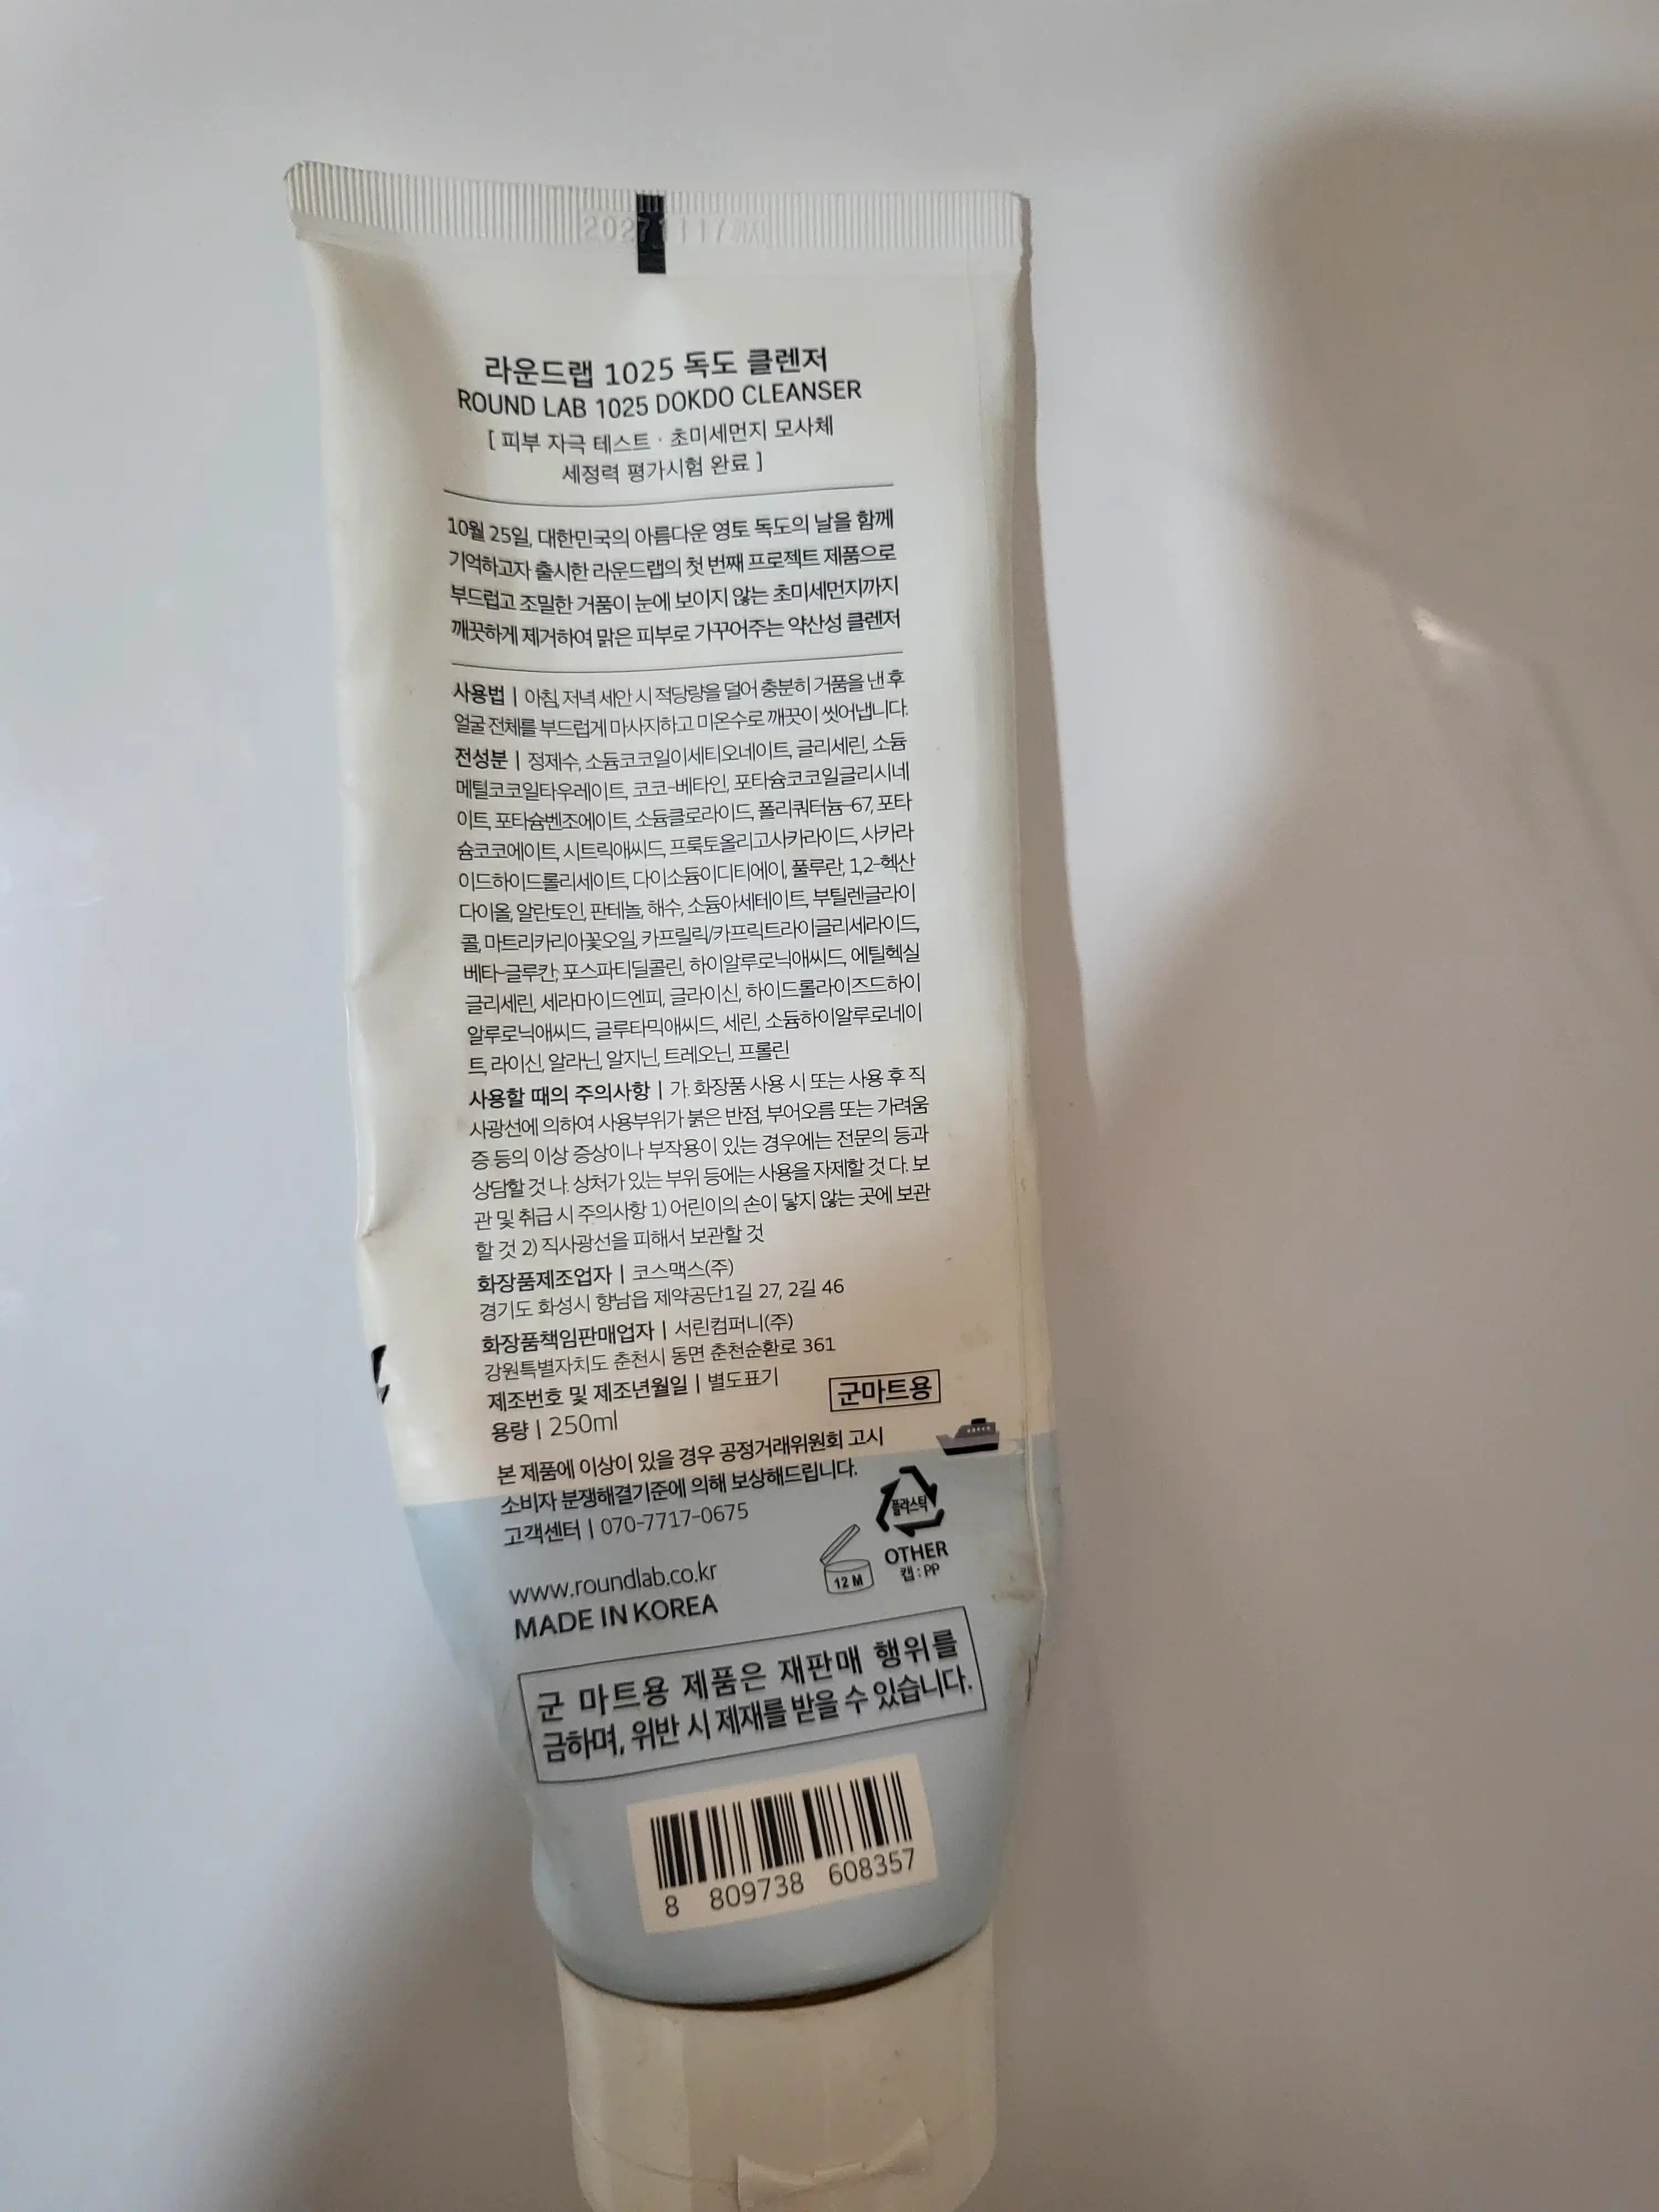 20271117까지
라운드랩 1025 독도 클렌저
ROUND LAB 1025 DOKDO CLEANSER
[ 피부 자극 테스트 · 초미세먼지 모사체
세정력 평가시험 완료 ]
10월 25일, 대한민국의 아름다운 영토 독도의 날을 함께
기억하고자 출시한 라운드랩의 첫 번째 프로젝트 제품으로
부드럽고 조밀한 거품이 눈에 보이지 않는 초미세먼지까지
깨끗하게 제거하여 맑은 피부로 가꾸어주는 약산성 클렌저
사용법 | 아침, 저녁 세안 시 적당량을 덜어 충분히 거품을 낸 후
얼굴 전체를 부드럽게 마사지하고 미온수로 깨끗이 씻어냅니다.
전성분 | 정제수, 소듐코코일이세티오네이트, 글리세린, 소듐
메틸코코일타우레이트, 코코-베타인, 포타슘코코일글리시네
이트, 포타슘벤조에이트, 소듐클로라이드, 폴리쿼터늄-67, 포타
슘코코에이트, 시트릭애씨드, 프룩토올리고사카라이드, 사카라
이드하이드롤리세이트, 다이소듐이디티에이, 풀루란, 1,2-헥산
다이올, 알란토인, 판테놀, 해수, 소듐아세테이트, 부틸렌글라이
콜, 마트리카리아꽃오일, 카프릴릭/카프릭트라이글리세라이드,
베타-글루칸, 포스파티딜콜린, 하이알루로닉애씨드, 에틸헥실
글리세린, 세라마이드엔피, 글라이신, 하이드롤라이즈드하이
알루로닉애씨드, 글루타믹애씨드, 세린, 소듐하이알루로네이
트, 라이신, 알라닌, 알지닌, 트레오닌, 프롤린
사용할 때의 주의사항 | 가. 화장품 사용 시 또는 사용 후 직
사광선에 의하여 사용부위가 붉은 반점, 부어오름 또는 가려움
증 등의 이상 증상이나 부작용이 있는 경우에는 전문의 등과
상담할 것 나. 상처가 있는 부위 등에는 사용을 자제할 것 다. 보
관 및 취급 시 주의사항 1) 어린이의 손이 닿지 않는 곳에 보관
할 것 2) 직사광선을 피해서 보관할 것
화장품제조업자 | 코스맥스(주)
경기도 화성시 향남읍 제약공단1길 27, 2길 46
화장품책임판매업자 | 서린컴퍼니(주)
강원특별자치도 춘천시 동면 춘천순환로 361
제조번호 및 제조년월일 | 별도표기
군마트용
용량 | 250ml
본 제품에 이상이 있을 경우 공정거래위원회 고시
소비자 분쟁해결기준에 의해 보상해드립니다.
고객센터 | 070-7717-0675
플라스틱
OTHER
캡 : PP
12 M
www.roundlab.co.kr
MADE IN KOREA
군 마트용 제품은 재판매 행위를
금하며, 위반 시 제재를 받을 수 있습니다.
8 809738 608357